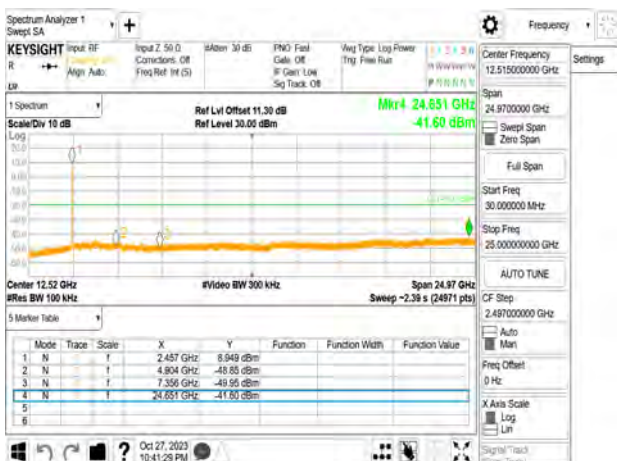 Spectrum Analyzer 1
Swept SA
+
Frequency
KEYSIGHT
Input: RF
Input Z: 50 Ω
#Atten: 30 dB
PNO: Fast
Avg Type: Log-Power
R
Corrections: Off
Gate: Off
Trig: Free Run
Align: Auto
Freq Ref: Int (S)
IF Gain: Low
Sig Track: Off
P N N N N N
Center Frequency
12.515000000 GHz
Settings
Span
24.9700000 GHz
Swept Span
Zero Span
Full Span
Start Freq
30.000000 MHz
Stop Freq
25.000000000 GHz
AUTO TUNE
CF Step
2.497000000 GHz
Auto
Man
Freq Offset
0 Hz
X Axis Scale
Log
Lin
Signal Track
1 Spectrum
Scale/Div 10 dB
Ref Lvl Offset 11.30 dB
Ref Level 30.00 dBm
Mkr4 24.651 GHz
-41.60 dBm
Log
1
2
3
Center 12.52 GHz
#Video BW 300 kHz
Span 24.97 GHz
#Res BW 100 kHz
Sweep ~2.39 s (24971 pts)
5 Marker Table
Mode Trace Scale X Y Function Function Width Function Value
1 N f 2.457 GHz 8.949 dBm
2 N f 4.904 GHz -48.85 dBm
3 N f 7.356 GHz -49.95 dBm
4 N f 24.651 GHz -41.60 dBm
5
6
?
Oct 27, 2023
10:41:29 PM